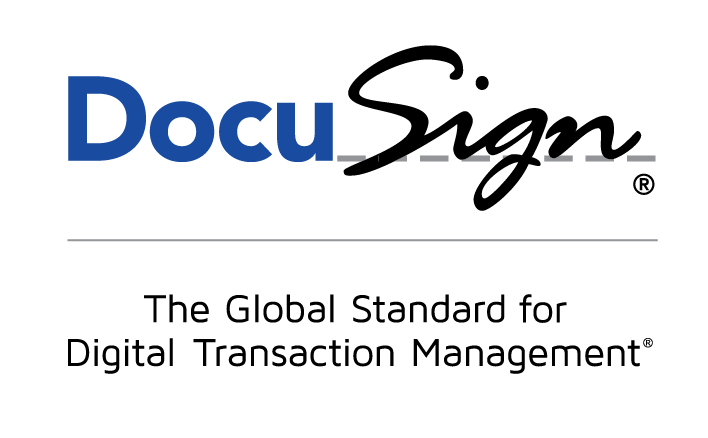 DocuSign®
The Global Standard for
Digital Transaction Management®